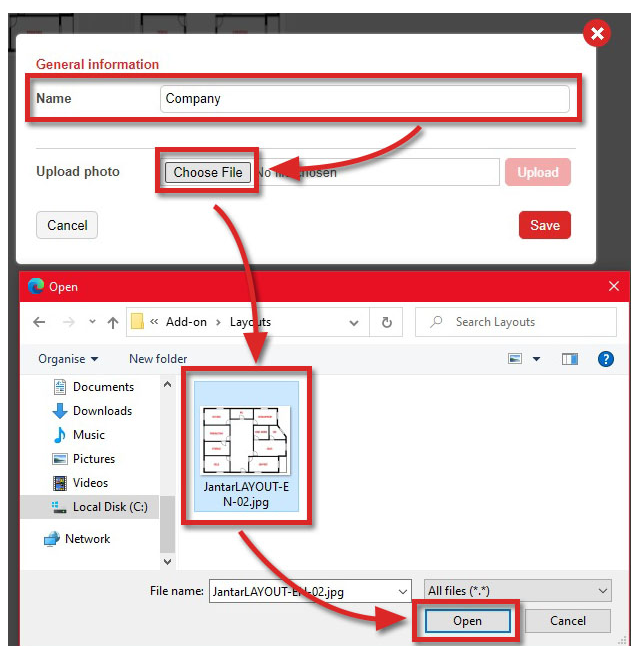 General information
Name Company
Upload photo Choose File No file chosen Upload
Cancel Save
Open
« Add-on › Layouts Search Layouts
Organise New folder
Documents
Downloads
Music
Pictures
Videos
Local Disk (C:)
Network
JantarLAYOUT-E
N-02.jpg
File name: JantarLAYOUT-EN-02.jpg All files (*.*)
Open Cancel